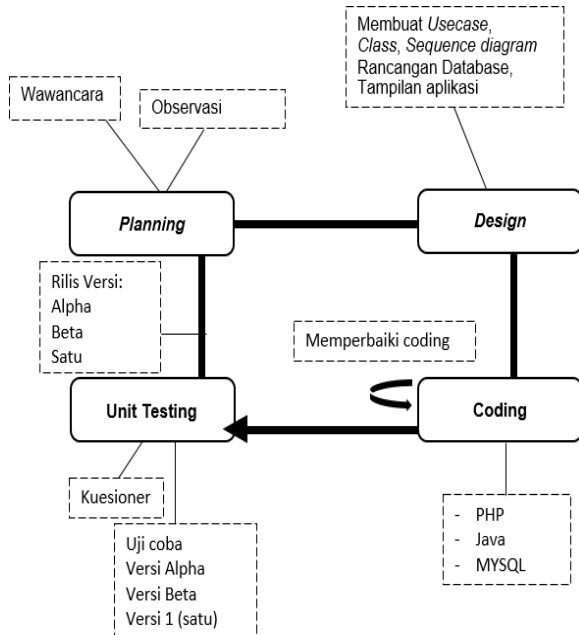 Membuat Usecase,
Class, Sequence diagram
Rancangan Database,
Tampilan aplikasi
Wawancara
Observasi
Planning
Design
Rilis Versi:
Alpha
Beta
Satu
Memperbaiki coding
Unit Testing
Coding
Kuesioner
Uji coba
Versi Alpha
Versi Beta
Versi 1 (satu)
- PHP
- Java
- MYSQL